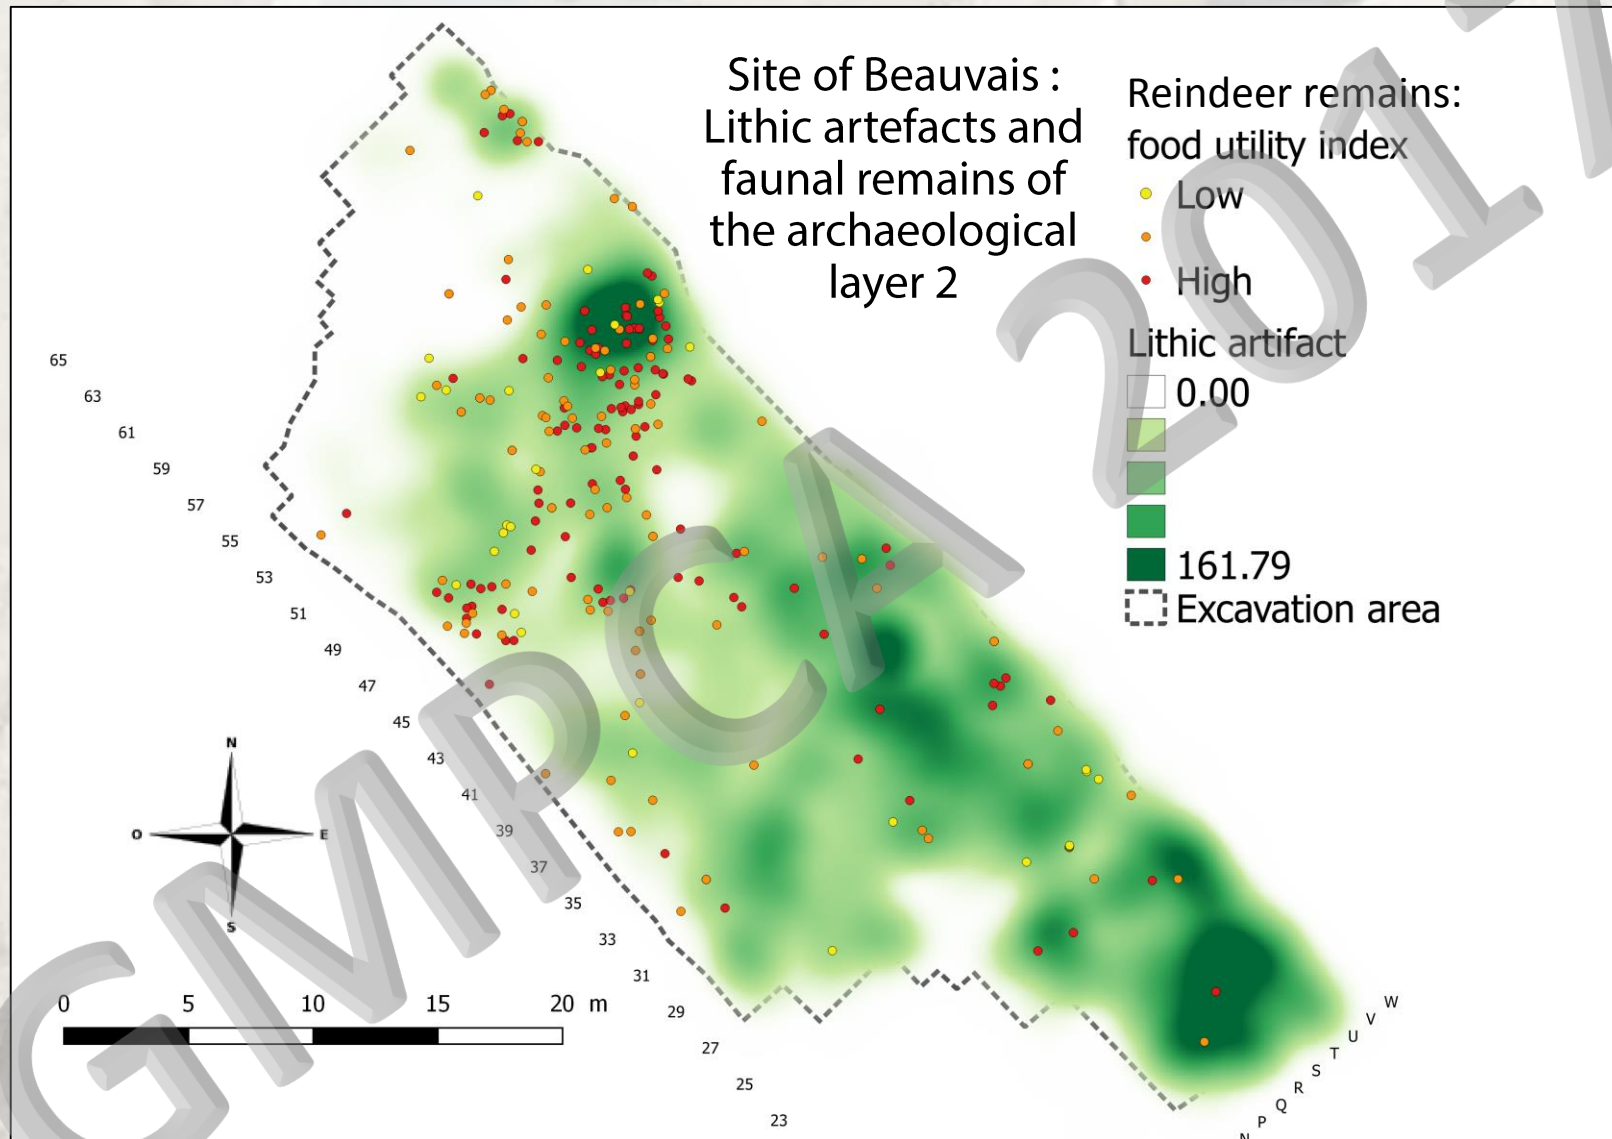 Site of Beauvais :
Lithic artefacts and
faunal remains of
the archaeological
layer 2
Reindeer remains:
food utility index
Low
High
Lithic artifact
0.00
161.79
Excavation area
65
63
61
59
57
55
53
51
49
47
45
43
41
39
37
35
33
31
29
27
25
23
N
O
E
S
0 5 10 15 20 m
W
V
U
T
S
R
Q
P
N
GMPCA 2017